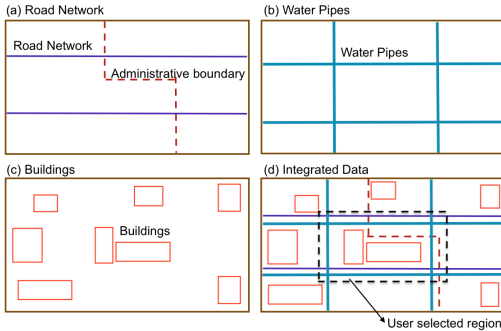 (a) Road Network
Road Network
Administrative boundary
(b) Water Pipes
Water Pipes
(c) Buildings
Buildings
(d) Integrated Data
User selected region